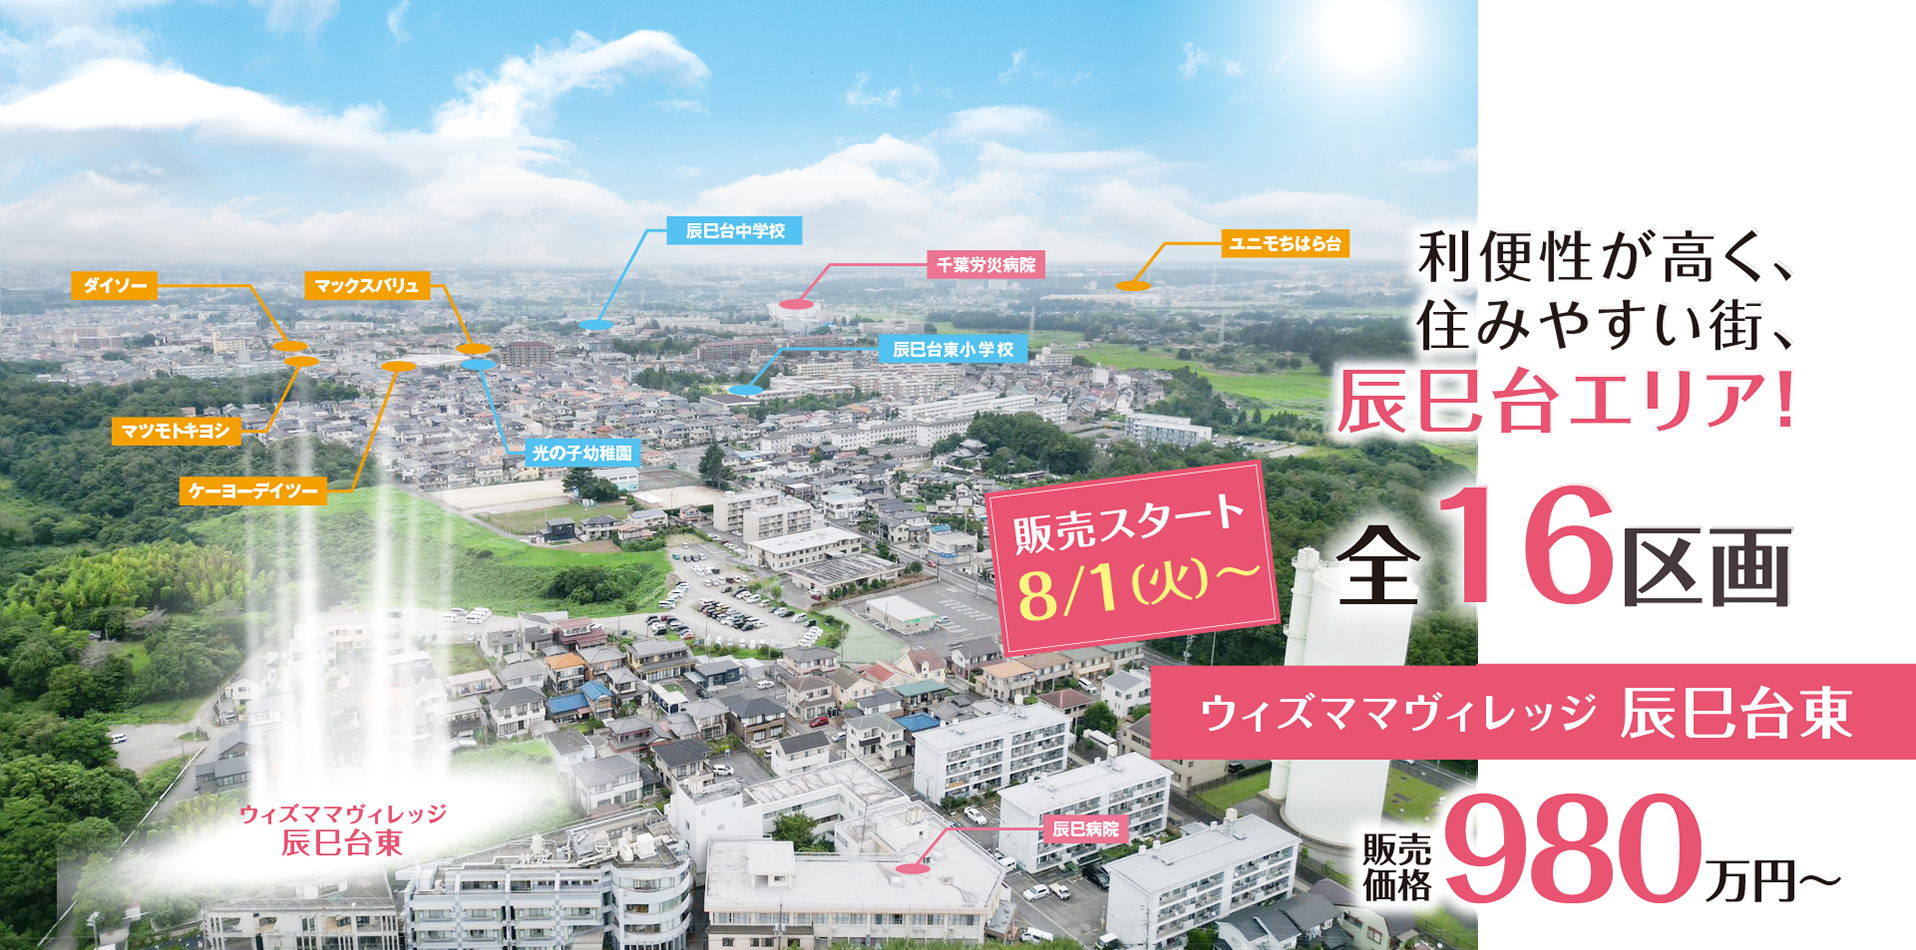 辰巳台中学校
千葉労災病院
ユニモちはら台
ダイソー
マックスバリュ
辰巳台東小学校
マツモトキヨシ
光の子幼稚園
ケーヨーデイツー
利便性が高く、
住みやすい街、
辰巳台エリア!
販売スタート
8/1(火)～
全16区画
ウィズママヴィレッジ 辰巳台東
ウィズママヴィレッジ
辰巳台東
辰巳病院
販売価格980万円～